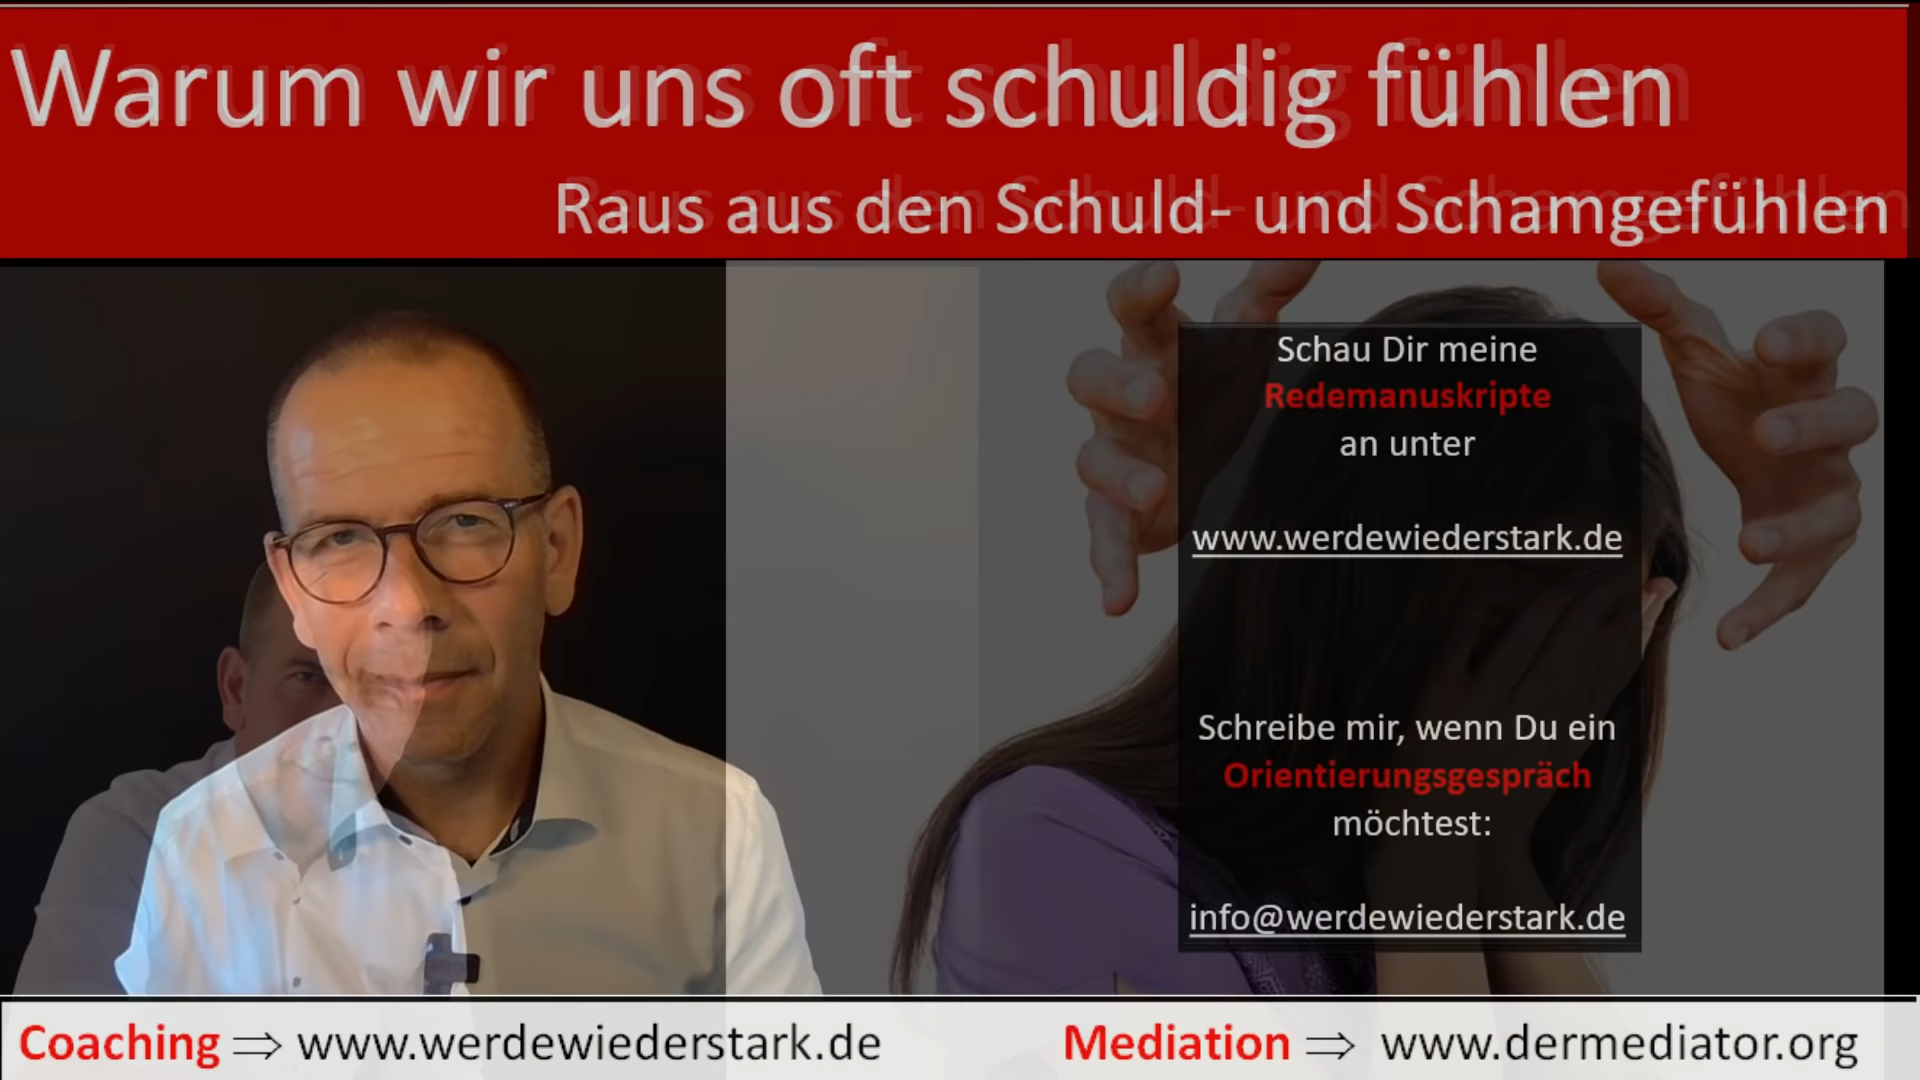 Warum wir uns oft schuldig fühlen
Raus aus den Schuld- und Schamgefühlen
Schau Dir meine
Redemanuskripte
an unter
www.werdewiederstark.de
Schreibe mir, wenn Du ein
Orientierungsgespräch
möchtest:
info@werdewiederstark.de
Coaching ⇒ www.werdewiederstark.de
Mediation ⇒ www.dermediator.org